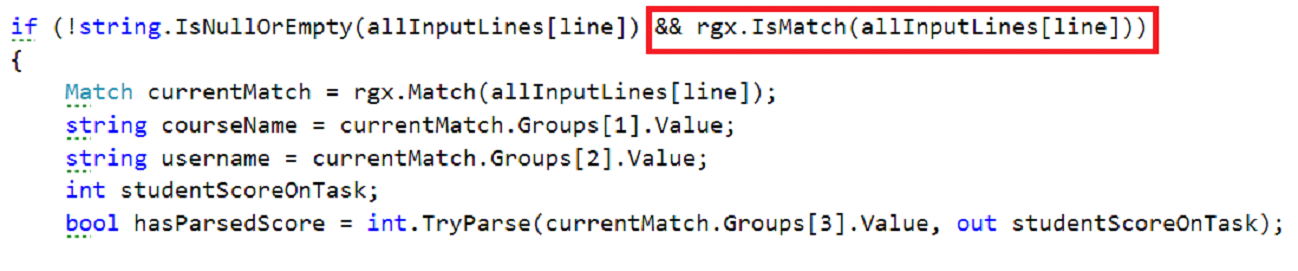 if (!string.IsNullOrEmpty(allInputLines[line]) && rgx.IsMatch(allInputLines[line]))
{
    Match currentMatch = rgx.Match(allInputLines[line]);
    string courseName = currentMatch.Groups[1].Value;
    string username = currentMatch.Groups[2].Value;
    int studentScoreOnTask;
    bool hasParsedScore = int.TryParse(currentMatch.Groups[3].Value, out studentScoreOnTask);